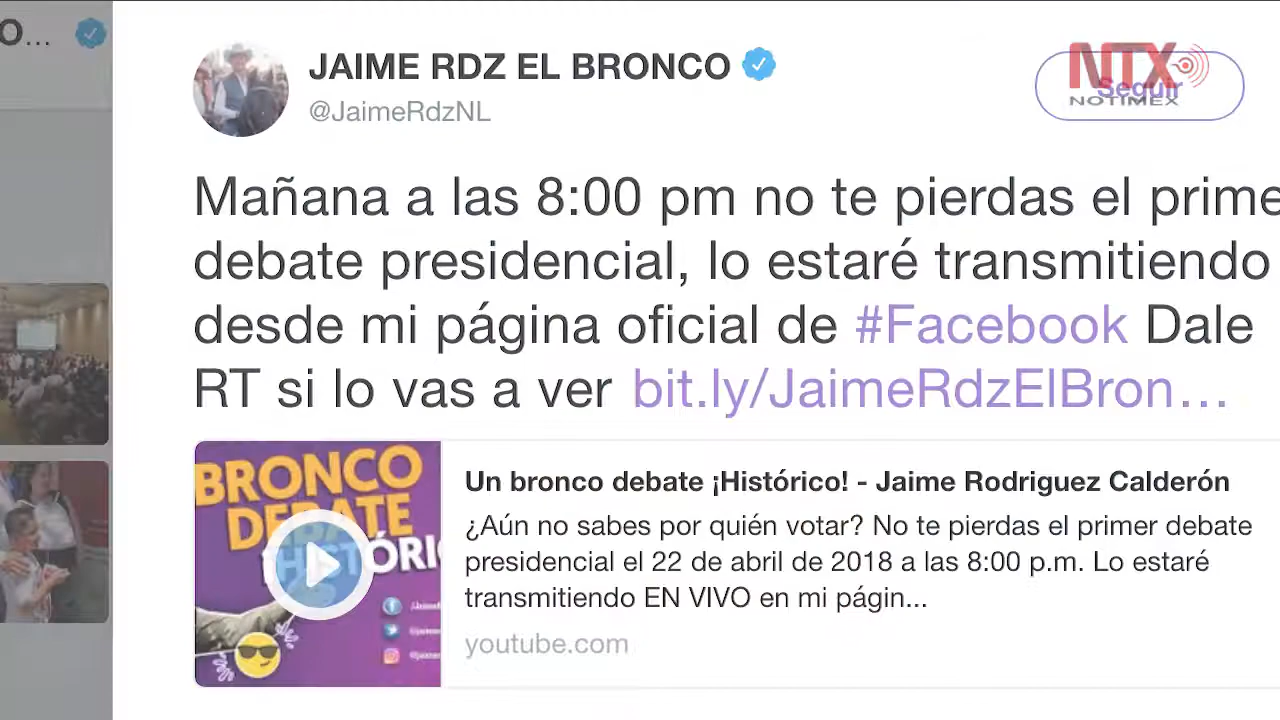 O...
JAIME RDZ EL BRONCO
@JaimeRdzNL
Seguir
NTX
NOTIMEX
Mañana a las 8:00 pm no te pierdas el prime
debate presidencial, lo estaré transmitiendo
desde mi página oficial de #Facebook Dale
RT si lo vas a ver bit.ly/JaimeRdzElBron...
BRONCO
DEBATE
¡HISTÓRI
Un bronco debate ¡Histórico! - Jaime Rodriguez Calderón
¿Aún no sabes por quién votar? No te pierdas el primer debate
presidencial el 22 de abril de 2018 a las 8:00 p.m. Lo estaré
transmitiendo EN VIVO en mi págin...
youtube.com